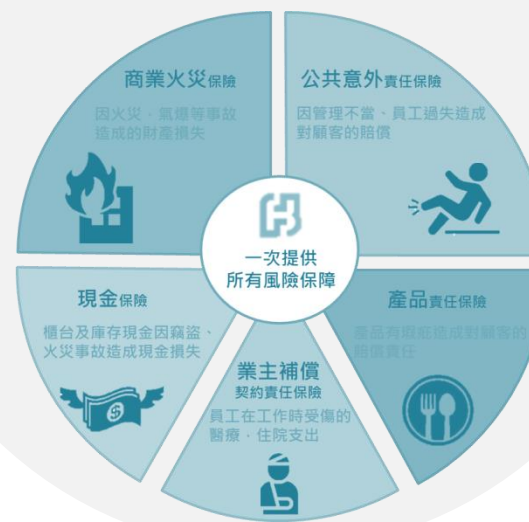 商業火災保險
因火災、氣爆等事故
造成的財產損失
公共意外責任保險
因管理不當、員工過失造成
對顧客的賠償
一次提供
所有風險保障
現金保險
櫃台及庫存現金因竊盜、
火災事故造成現金損失
產品責任保險
產品有瑕疵造成對顧客的
賠償責任
業主補償
契約責任保險
員工在工作時受傷的
醫療、住院支出